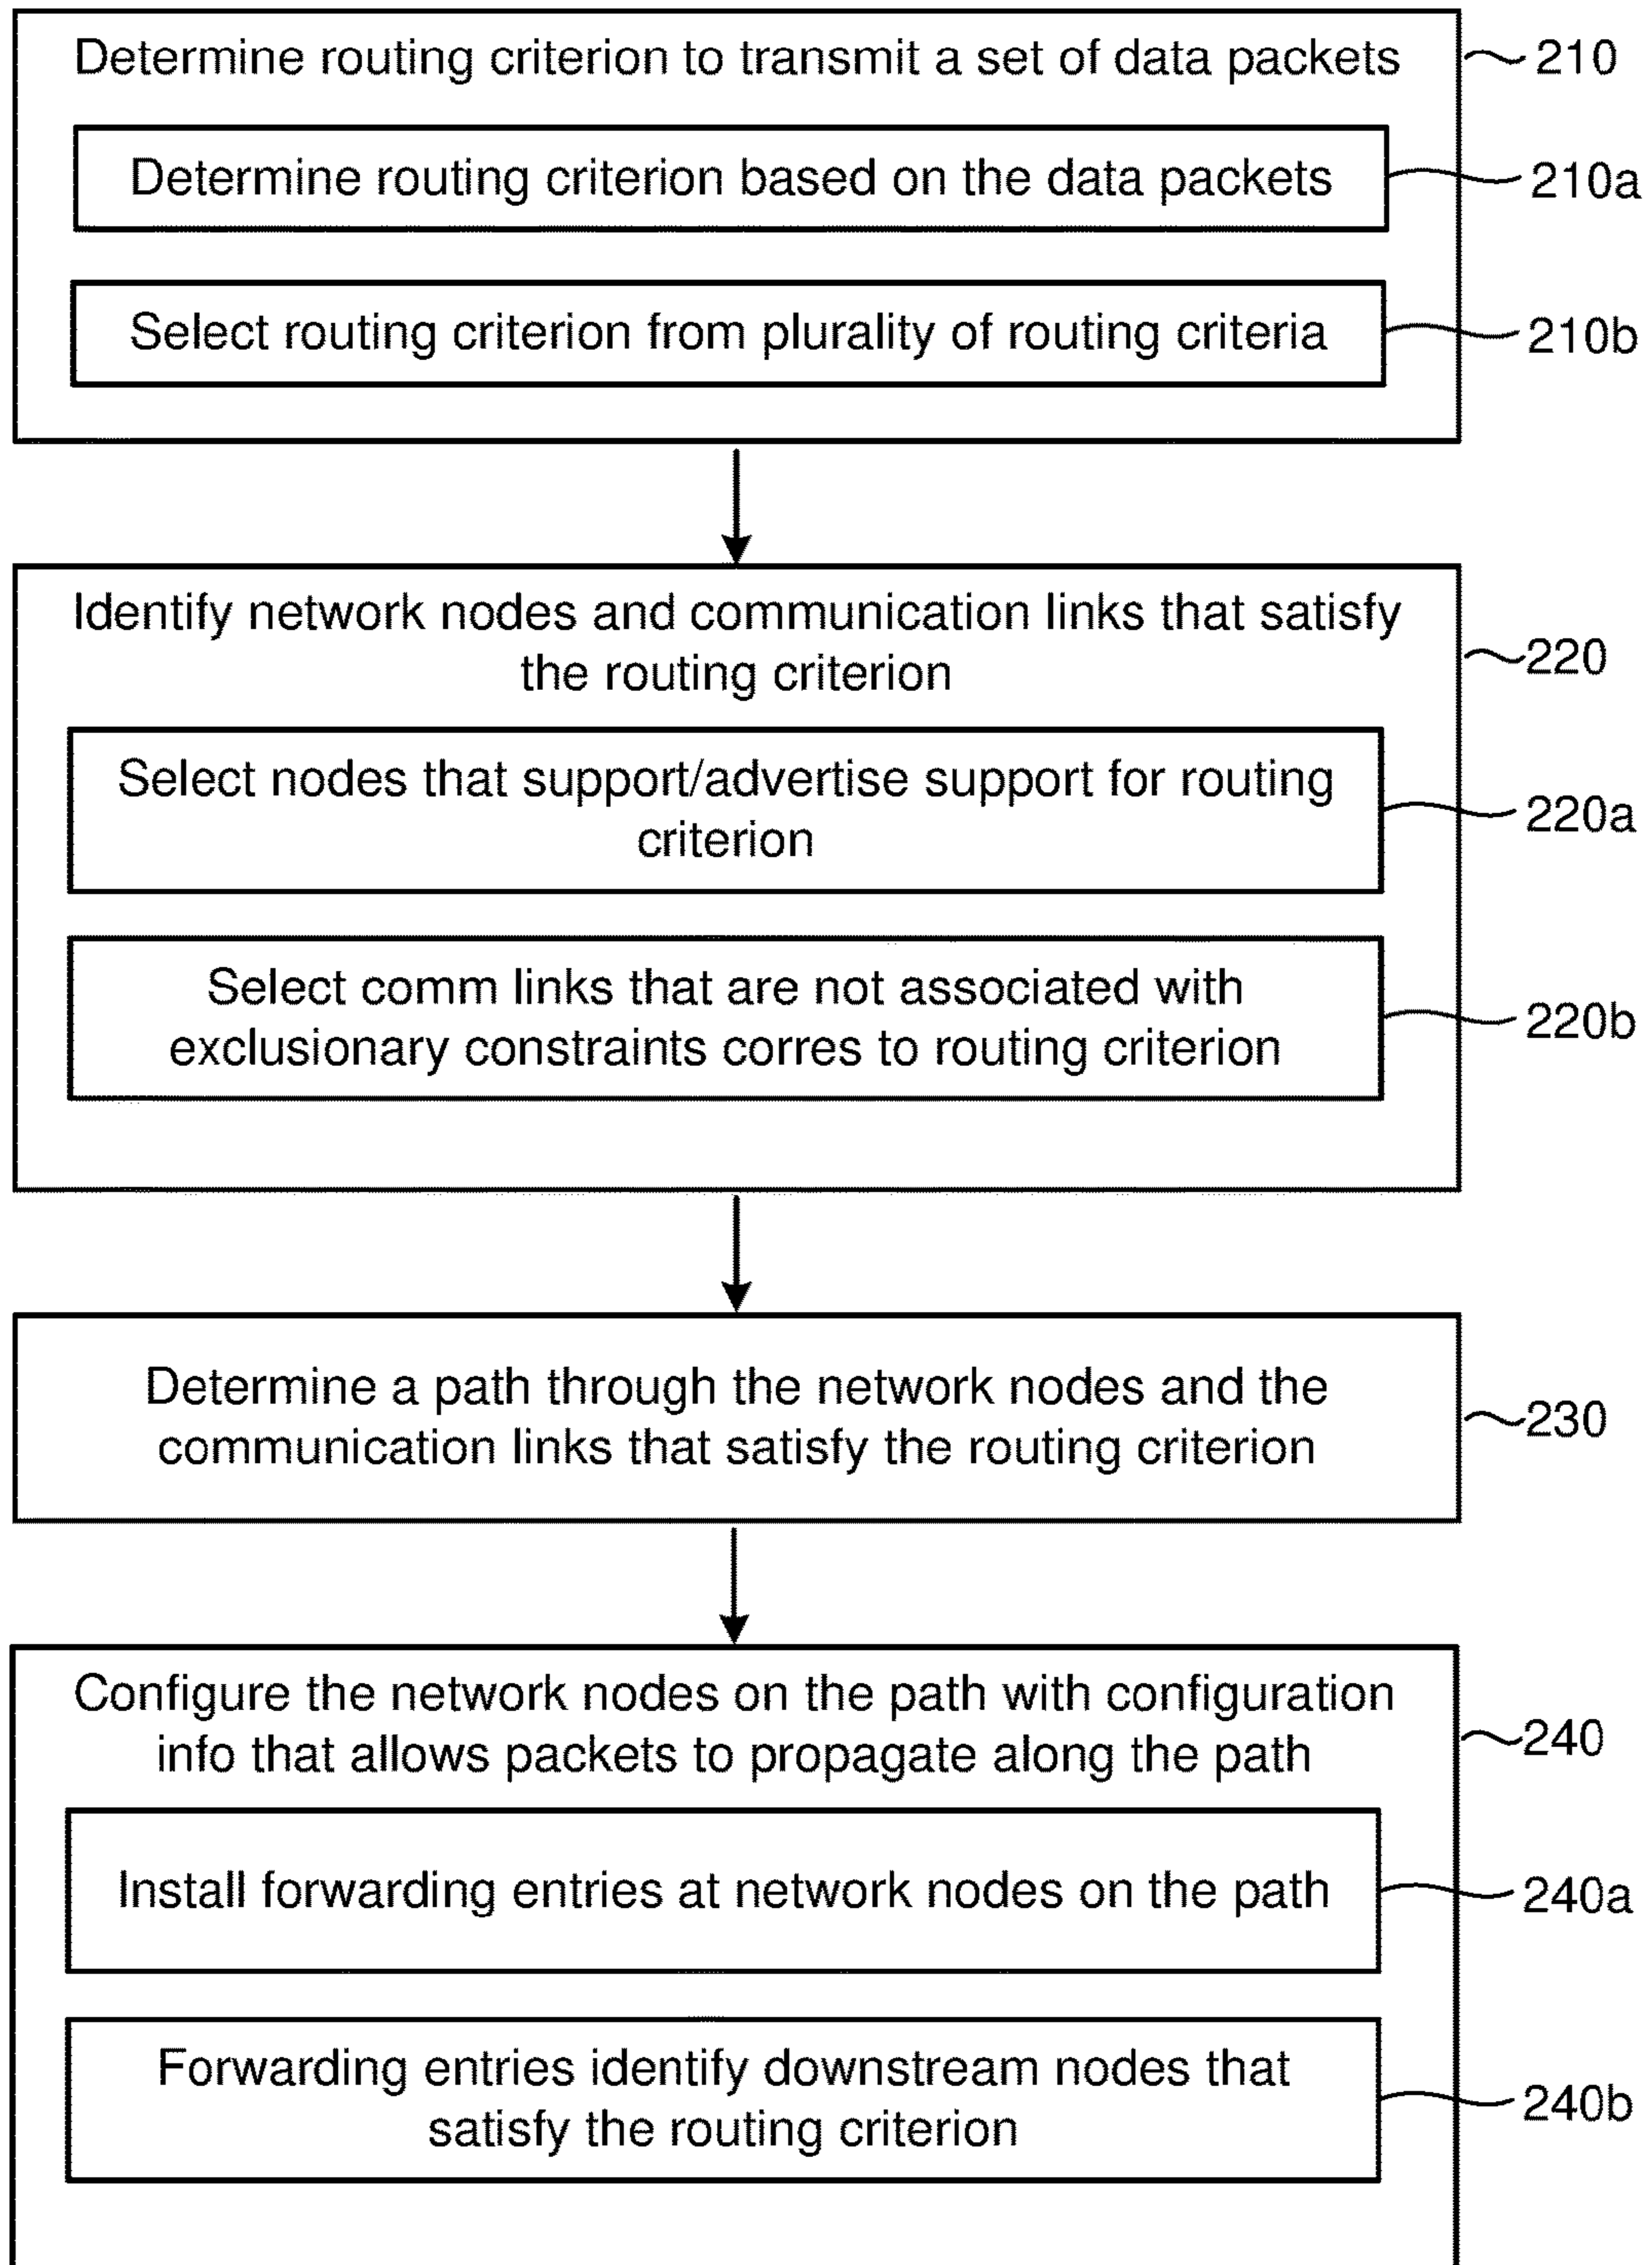 Determine routing criterion to transmit a set of data packets
210
Determine routing criterion based on the data packets
210a
Select routing criterion from plurality of routing criteria
210b
Identify network nodes and communication links that satisfy
the routing criterion
220
Select nodes that support/advertise support for routing
criterion
220a
Select comm links that are not associated with
exclusionary constraints corres to routing criterion
220b
Determine a path through the network nodes and the
communication links that satisfy the routing criterion
230
Configure the network nodes on the path with configuration
info that allows packets to propagate along the path
240
Install forwarding entries at network nodes on the path
240a
Forwarding entries identify downstream nodes that
satisfy the routing criterion
240b